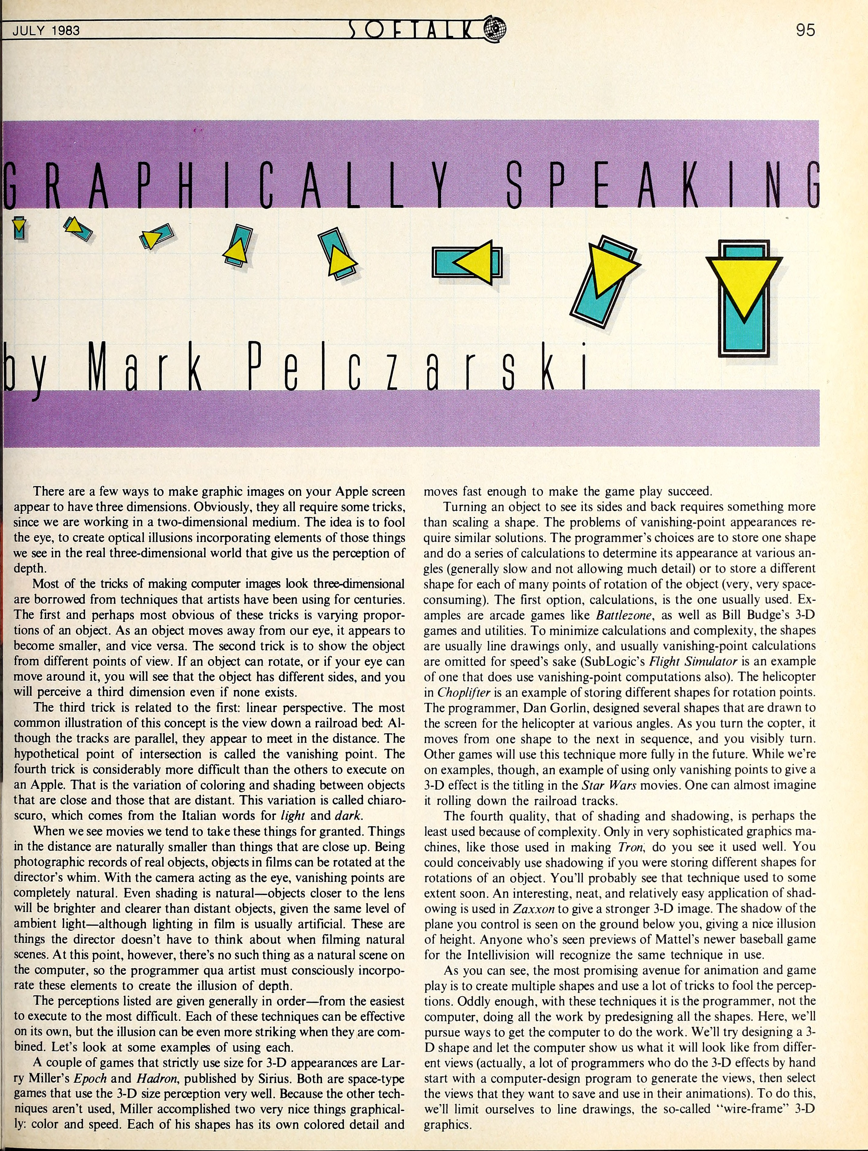 JULY 1983
SOFTALK
95
GRAPHICALLY SPEAKING
by Mark Pelczarski
There are a few ways to make graphic images on your Apple screen
appear to have three dimensions. Obviously, they all require some tricks,
since we are working in a two-dimensional medium. The idea is to fool
the eye, to create optical illusions incorporating elements of those things
we see in the real three-dimensional world that give us the perception of
depth.
Most of the tricks of making computer images look three-dimensional
are borrowed from techniques that artists have been using for centuries.
The first and perhaps most obvious of these tricks is varying propor-
tions of an object. As an object moves away from our eye, it appears to
become smaller, and vice versa. The second trick is to show the object
from different points of view. If an object can rotate, or if your eye can
move around it, you will see that the object has different sides, and you
will perceive a third dimension even if none exists.
The third trick is related to the first: linear perspective. The most
common illustration of this concept is the view down a railroad bed: Al-
though the tracks are parallel, they appear to meet in the distance. The
hypothetical point of intersection is called the vanishing point. The
fourth trick is considerably more difficult than the others to execute on
an Apple. That is the variation of coloring and shading between objects
that are close and those that are distant. This variation is called chiaro-
scuro, which comes from the Italian words for light and dark.
When we see movies we tend to take these things for granted. Things
in the distance are naturally smaller than things that are close up. Being
photographic records of real objects, objects in films can be rotated at the
director's whim. With the camera acting as the eye, vanishing points are
completely natural. Even shading is natural—objects closer to the lens
will be brighter and clearer than distant objects, given the same level of
ambient light—although lighting in film is usually artificial. These are
things the director doesn't have to think about when filming natural
scenes. At this point, however, there's no such thing as a natural scene on
the computer, so the programmer qua artist must consciously incorpo-
rate these elements to create the illusion of depth.
The perceptions listed are given generally in order—from the easiest
to execute to the most difficult. Each of these techniques can be effective
on its own, but the illusion can be even more striking when they are com-
bined. Let's look at some examples of using each.
A couple of games that strictly use size for 3-D appearances are Lar-
ry Miller's Epoch and Hadron, published by Sirius. Both are space-type
games that use the 3-D size perception very well. Because the other tech-
niques aren't used, Miller accomplished two very nice things graphical-
ly: color and speed. Each of his shapes has its own colored detail and
moves fast enough to make the game play succeed.
Turning an object to see its sides and back requires something more
than scaling a shape. The problems of vanishing-point appearances re-
quire similar solutions. The programmer's choices are to store one shape
and do a series of calculations to determine its appearance at various an-
gles (generally slow and not allowing much detail) or to store a different
shape for each of many points of rotation of the object (very, very space-
consuming). The first option, calculations, is the one usually used. Ex-
amples are arcade games like Battlezone, as well as Bill Budge's 3-D
games and utilities. To minimize calculations and complexity, the shapes
are usually line drawings only, and usually vanishing-point calculations
are omitted for speed's sake (SubLogic's Flight Simulator is an example
of one that does use vanishing-point computations also). The helicopter
in Choplifter is an example of storing different shapes for rotation points.
The programmer, Dan Gorlin, designed several shapes that are drawn to
the screen for the helicopter at various angles. As you turn the copter, it
moves from one shape to the next in sequence, and you visibly turn.
Other games will use this technique more fully in the future. While we're
on examples, though, an example of using only vanishing points to give a
3-D effect is the titling in the Star Wars movies. One can almost imagine
it rolling down the railroad tracks.
The fourth quality, that of shading and shadowing, is perhaps the
least used because of complexity. Only in very sophisticated graphics ma-
chines, like those used in making Tron, do you see it used well. You
could conceivably use shadowing if you were storing different shapes for
rotations of an object. You'll probably see that technique used to some
extent soon. An interesting, neat, and relatively easy application of shad-
owing is used in Zaxxon to give a stronger 3-D image. The shadow of the
plane you control is seen on the ground below you, giving a nice illusion
of height. Anyone who's seen previews of Mattel's newer baseball game
for the Intellivision will recognize the same technique in use.
As you can see, the most promising avenue for animation and game
play is to create multiple shapes and use a lot of tricks to fool the percep-
tions. Oddly enough, with these techniques it is the programmer, not the
computer, doing all the work by predesigning all the shapes. Here, we'll
pursue ways to get the computer to do the work. We'll try designing a 3-
D shape and let the computer show us what it will look like from differ-
ent views (actually, a lot of programmers who do the 3-D effects by hand
start with a computer-design program to generate the views, then select
the views that they want to save and use in their animations). To do this,
we'll limit ourselves to line drawings, the so-called "wire-frame" 3-D
graphics.